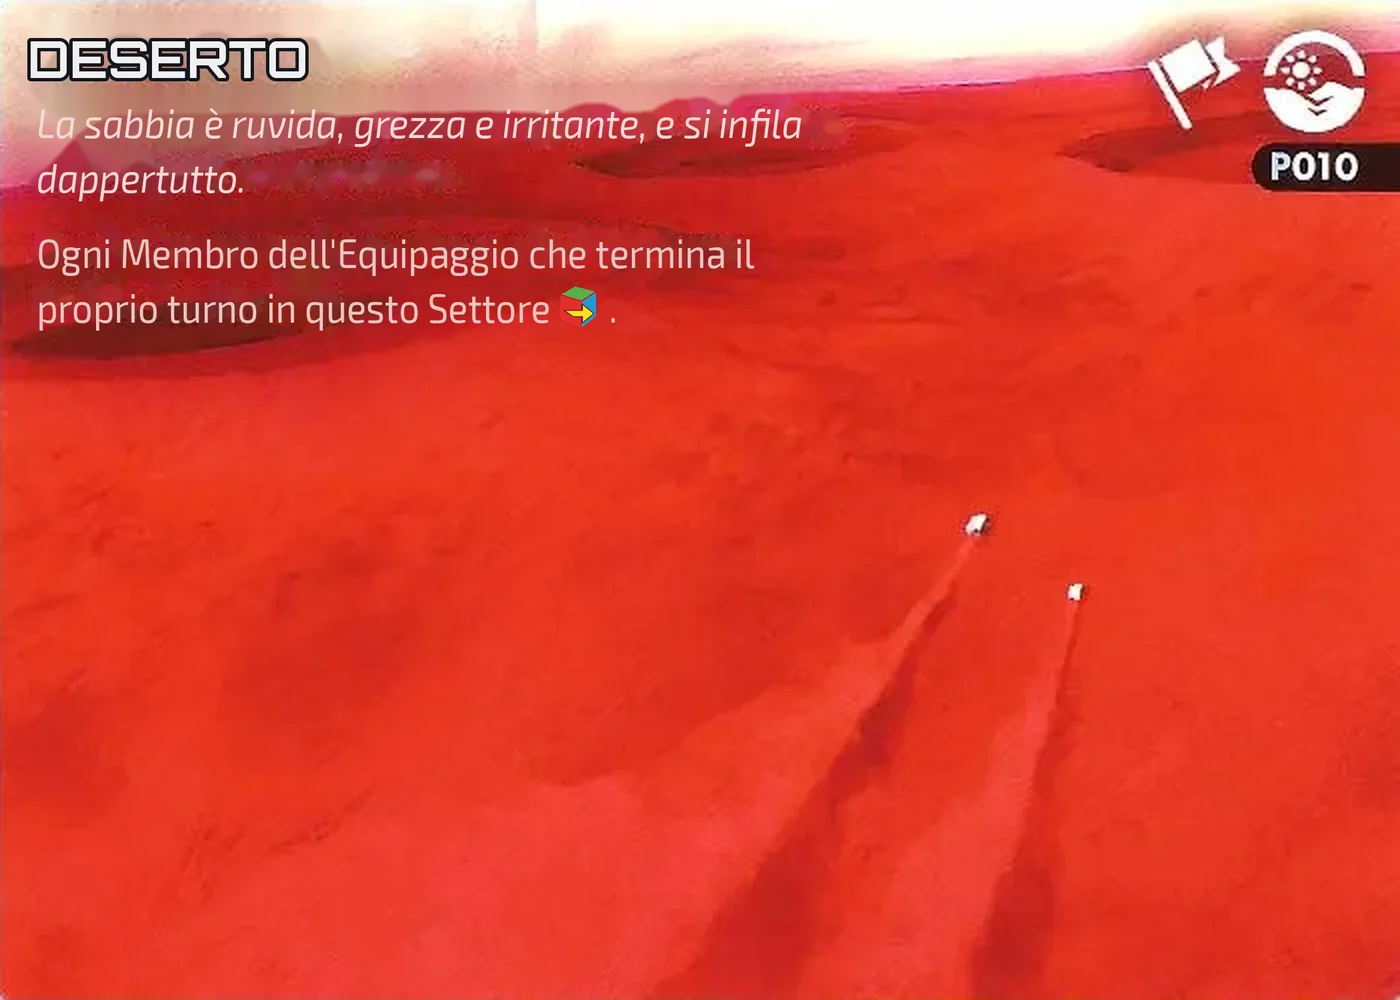 DESERTO
La sabbia è ruvida, grezza e irritante, e si infila
dappertutto.
P010
Ogni Membro dell'Equipaggio che termina il
proprio turno in questo Settore .